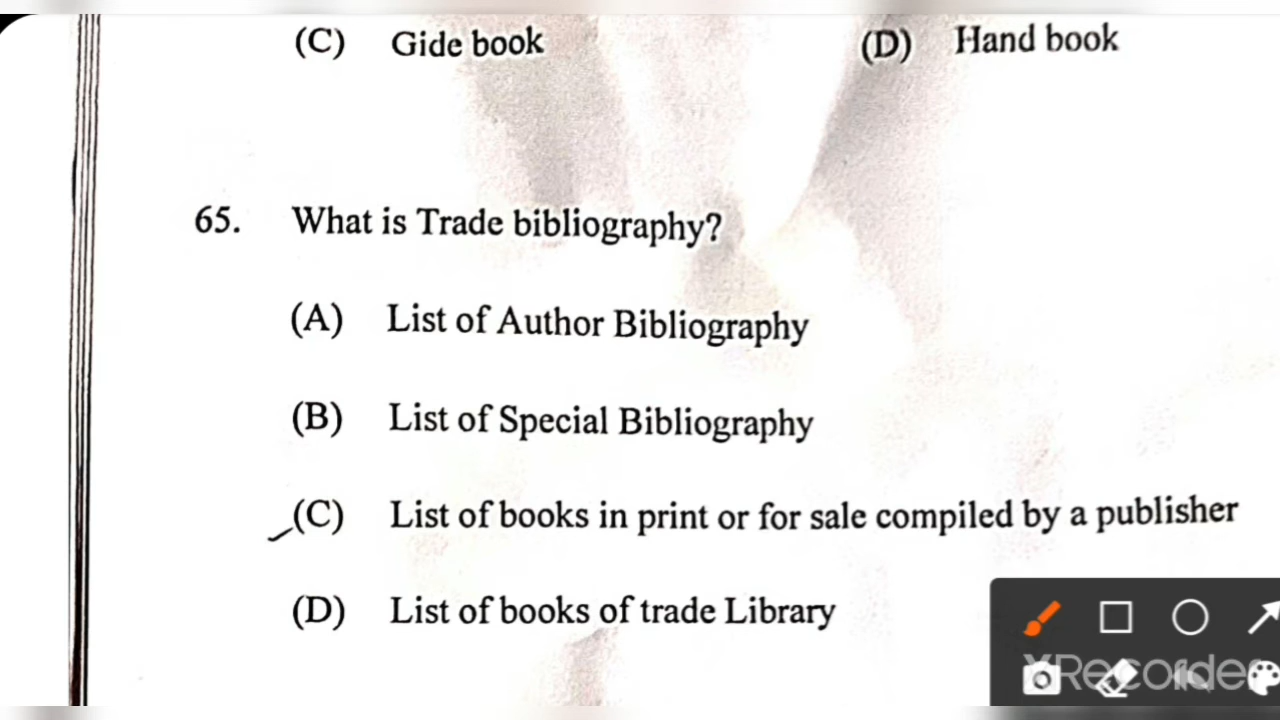 (C) Gide book (D) Hand book
65. What is Trade bibliography?
(A) List of Author Bibliography
(B) List of Special Bibliography
(C) List of books in print or for sale compiled by a publisher
(D) List of books of trade Library
XRecorder